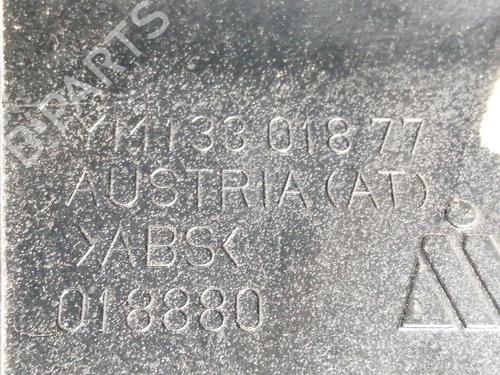 D-PARTS
YM133 018 77
AUSTRIA (AT)
>ABS<
018880